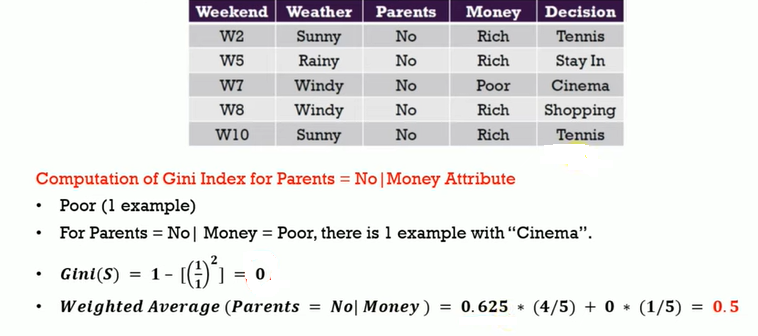 Weekend Weather Parents Money Decision
W2 Sunny No Rich Tennis
W5 Rainy No Rich Stay In
W7 Windy No Poor Cinema
W8 Windy No Rich Shopping
W10 Sunny No Rich Tennis
Computation of Gini Index for Parents = No|Money Attribute
• Poor (1 example)
• For Parents = No| Money = Poor, there is 1 example with “Cinema”.
• Gini(S) = 1 - [(1/1)²] = 0
• Weighted Average (Parents = No| Money ) = 0.625 * (4/5) + 0 * (1/5) = 0.5